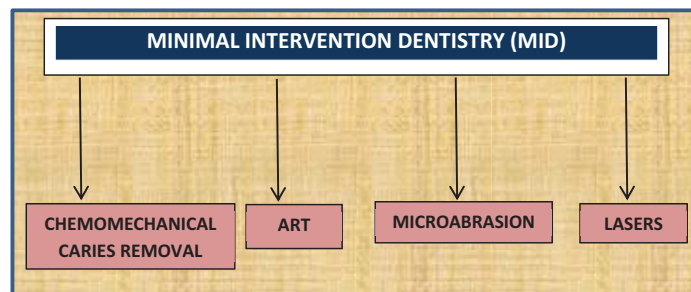 MINIMAL INTERVENTION DENTISTRY (MID)
CHEMOMECHANICAL
CARIES REMOVAL
ART
MICROABRASION
LASERS